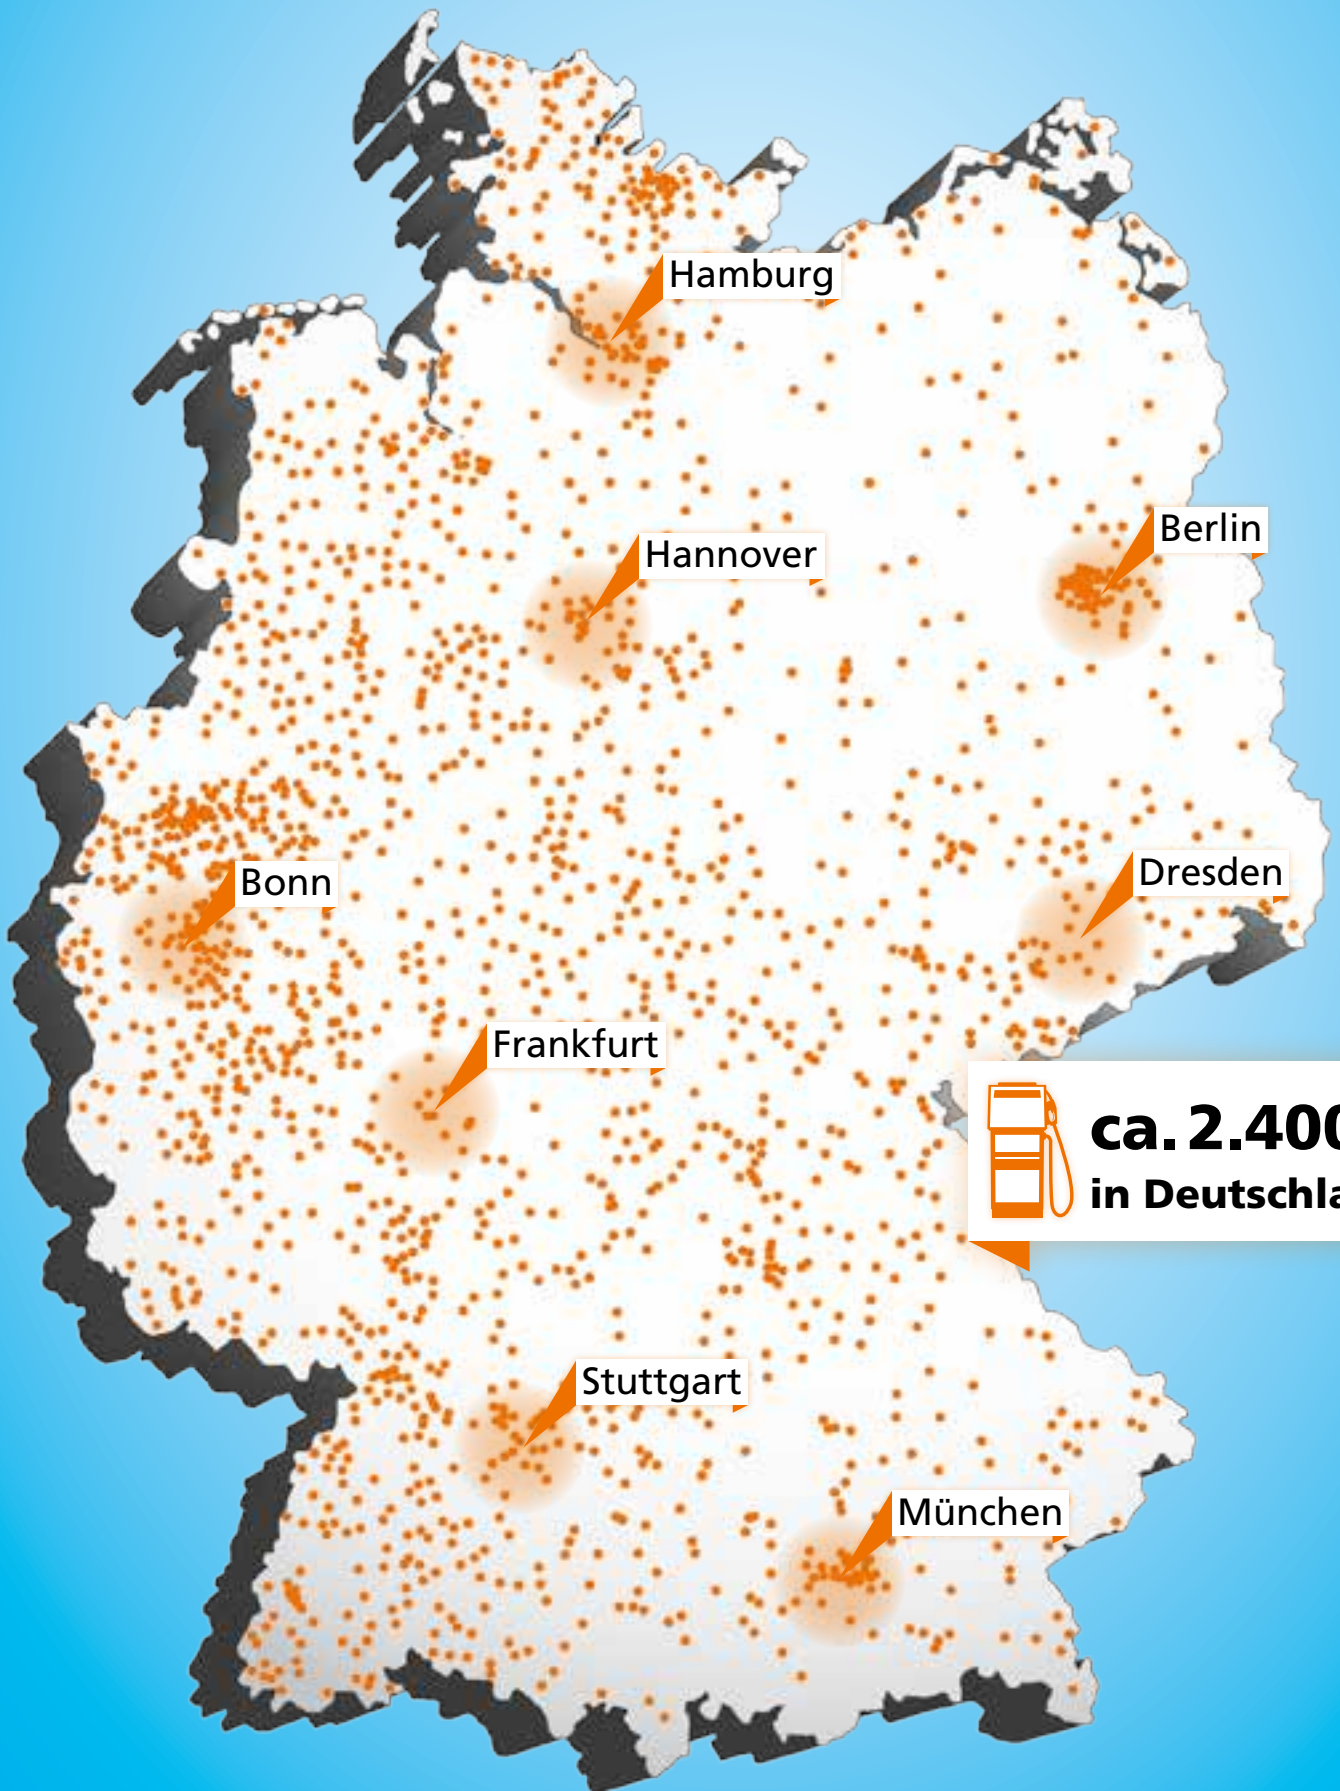 Hamburg
Hannover
Berlin
Bonn
Dresden
Frankfurt
ca. 2.400
in Deutschla
Stuttgart
München